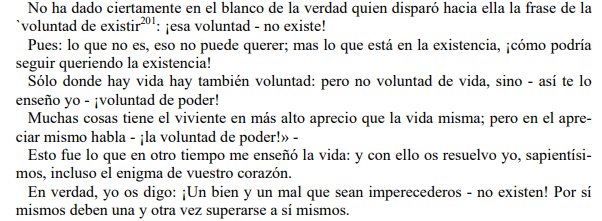 No ha dado ciertamente en el blanco de la verdad quien disparó hacia ella la frase de la
`voluntad de existir201: ¡esa voluntad - no existe!
Pues: lo que no es, eso no puede querer; mas lo que está en la existencia, ¡cómo podría
seguir queriendo la existencia!
Sólo donde hay vida hay también voluntad: pero no voluntad de vida, sino - así te lo
enseño yo - ¡voluntad de poder!
Muchas cosas tiene el viviente en más alto aprecio que la vida misma; pero en el apre-
ciar mismo habla - ¡la voluntad de poder!» -
Esto fue lo que en otro tiempo me enseñó la vida: y con ello os resuelvo yo, sapientísi-
mos, incluso el enigma de vuestro corazón.
En verdad, yo os digo: ¡Un bien y un mal que sean imperecederos - no existen! Por sí
mismos deben una y otra vez superarse a sí mismos.